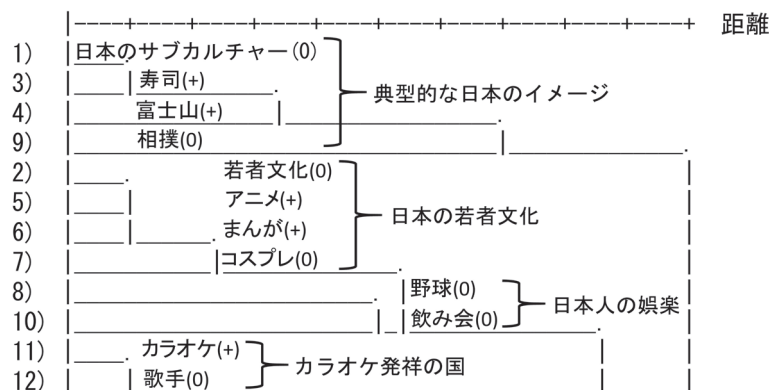 距離
1) 日本のサブカルチャー(0)
3) 寿司(+)
4) 富士山(+)
典型的な日本のイメージ
9) 相撲(0)
2) 若者文化(0)
5) アニメ(+)
日本の若者文化
6) まんが(+)
7) コスプレ(0)
8) 野球(0)
日本人の娯楽
10) 飲み会(0)
11) カラオケ(+)
カラオケ発祥の国
12) 歌手(0)